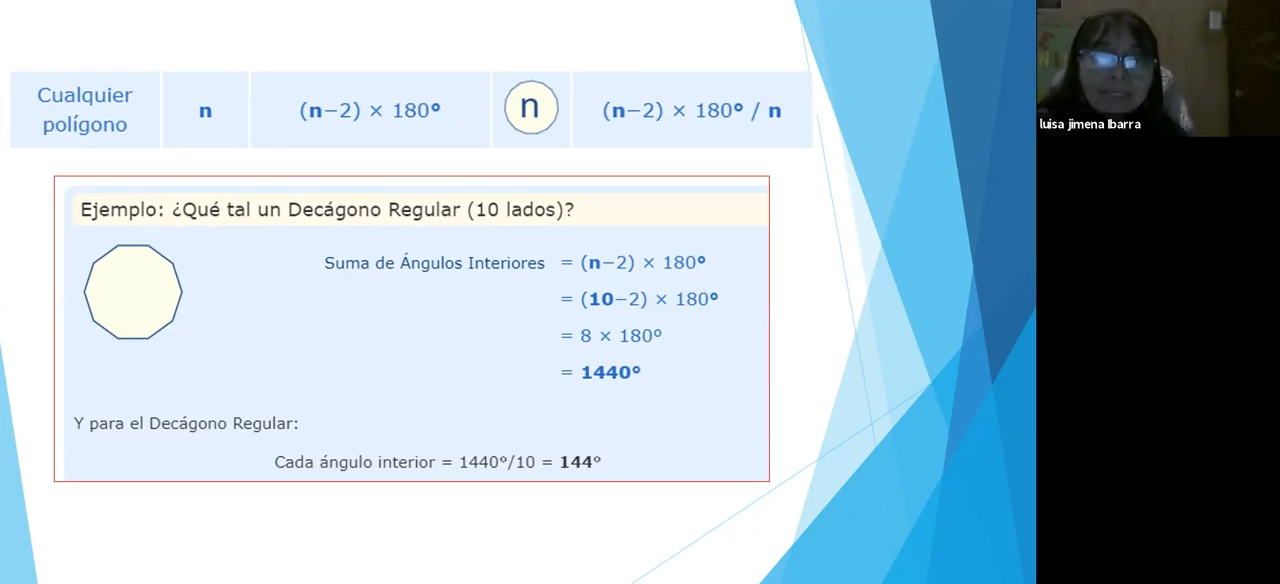 Cualquier
polígono
n
(n−2) × 180°
n
(n−2) × 180° / n
luisa jimena Ibarra
Ejemplo: ¿Qué tal un Decágono Regular (10 lados)?
Suma de Ángulos Interiores = (n−2) × 180°
= (10−2) × 180°
= 8 × 180°
= 1440°
Y para el Decágono Regular:
Cada ángulo interior = 1440°/10 = 144°